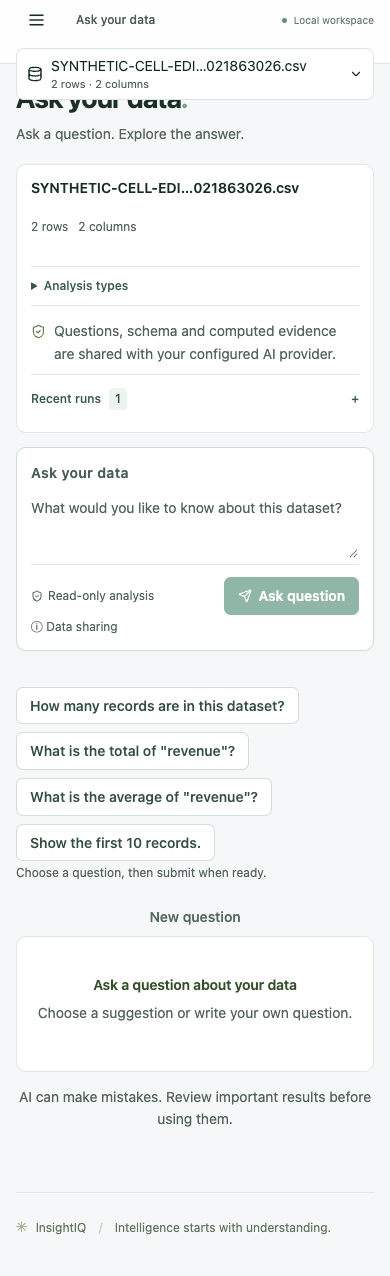 Ask your data
Local workspace
SYNTHETIC-CELL-EDI...021863026.csv
2 rows · 2 columns
Ask your data.
Ask a question. Explore the answer.
SYNTHETIC-CELL-EDI...021863026.csv
2 rows 2 columns
Analysis types
Questions, schema and computed evidence
are shared with your configured AI provider.
Recent runs 1 +
Ask your data
What would you like to know about this dataset?
Read-only analysis
Ask question
Data sharing
How many records are in this dataset?
What is the total of "revenue"?
What is the average of "revenue"?
Show the first 10 records.
Choose a question, then submit when ready.
New question
Ask a question about your data
Choose a suggestion or write your own question.
AI can make mistakes. Review important results before
using them.
InsightIQ / Intelligence starts with understanding.